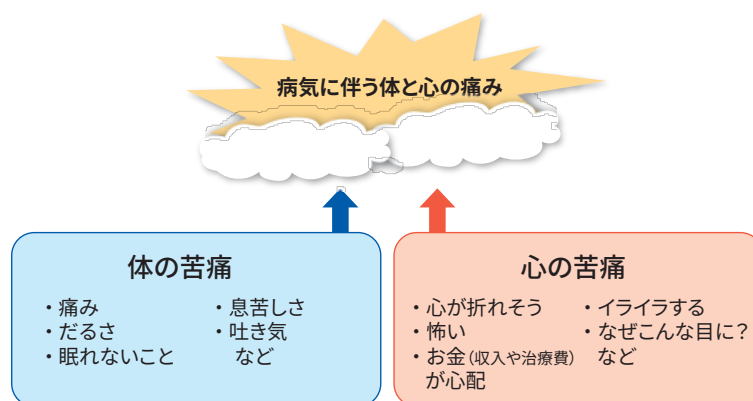 病気に伴う体と心の痛み
体の苦痛
・痛み
・だるさ
・眠れないこと
・息苦しさ
・吐き気
など
心の苦痛
・心が折れそう
・怖い
・お金(収入や治療費)
が心配
・イライラする
・なぜこんな目に?
など